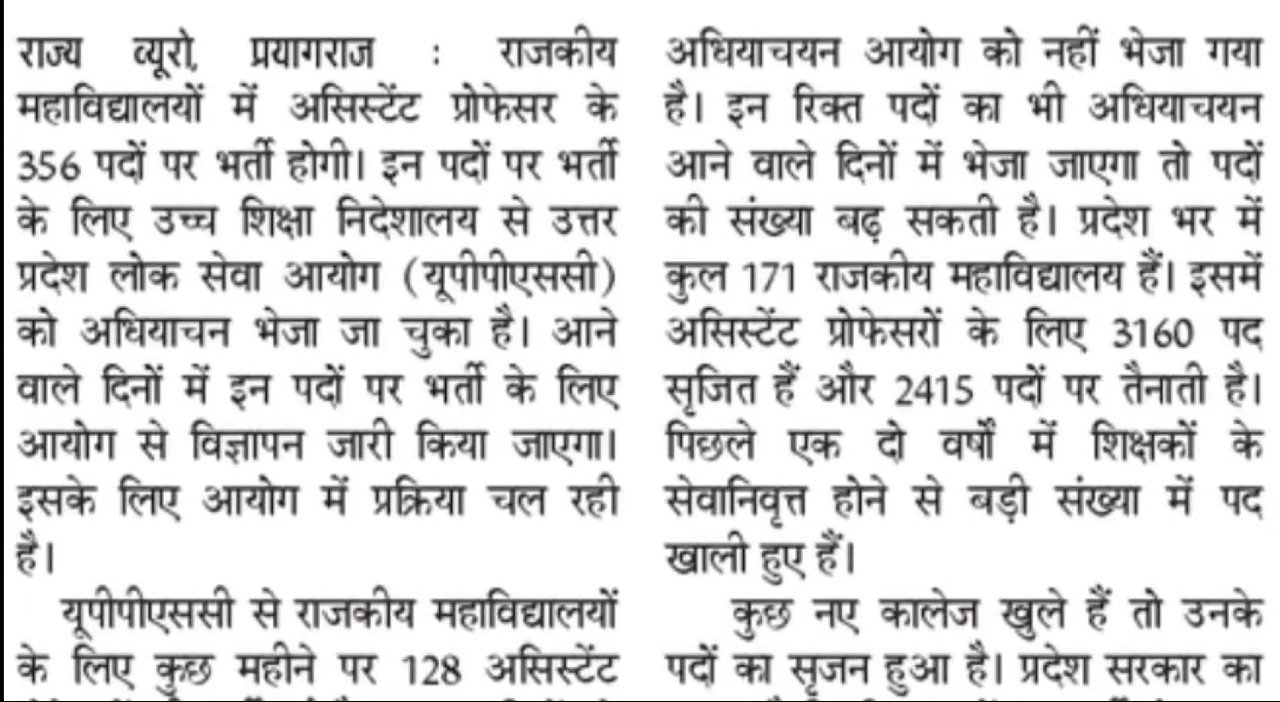 राज्य व्यूरो, प्रयागराज : राजकीय
महाविद्यालयों में असिस्टेंट प्रोफेसर के
356 पदों पर भर्ती होगी। इन पदों पर भर्ती
के लिए उच्च शिक्षा निदेशालय से उत्तर
प्रदेश लोक सेवा आयोग (यूपीपीएससी)
को अधियाचन भेजा जा चुका है। आने
वाले दिनों में इन पदों पर भर्ती के लिए
आयोग से विज्ञापन जारी किया जाएगा।
इसके लिए आयोग में प्रक्रिया चल रही
है।
यूपीपीएससी से राजकीय महाविद्यालयों
के लिए कुछ महीने पर 128 असिस्टेंट
अधियाचयन आयोग को नहीं भेजा गया
है। इन रिक्त पदों का भी अधियाचयन
आने वाले दिनों में भेजा जाएगा तो पदों
की संख्या बढ़ सकती है। प्रदेश भर में
कुल 171 राजकीय महाविद्यालय हैं। इसमें
असिस्टेंट प्रोफेसरों के लिए 3160 पद
सृजित हैं और 2415 पदों पर तैनाती है।
पिछले एक दो वर्षों में शिक्षकों के
सेवानिवृत्त होने से बड़ी संख्या में पद
खाली हुए हैं।
कुछ नए कालेज खुले हैं तो उनके
पदों का सृजन हुआ है। प्रदेश सरकार का